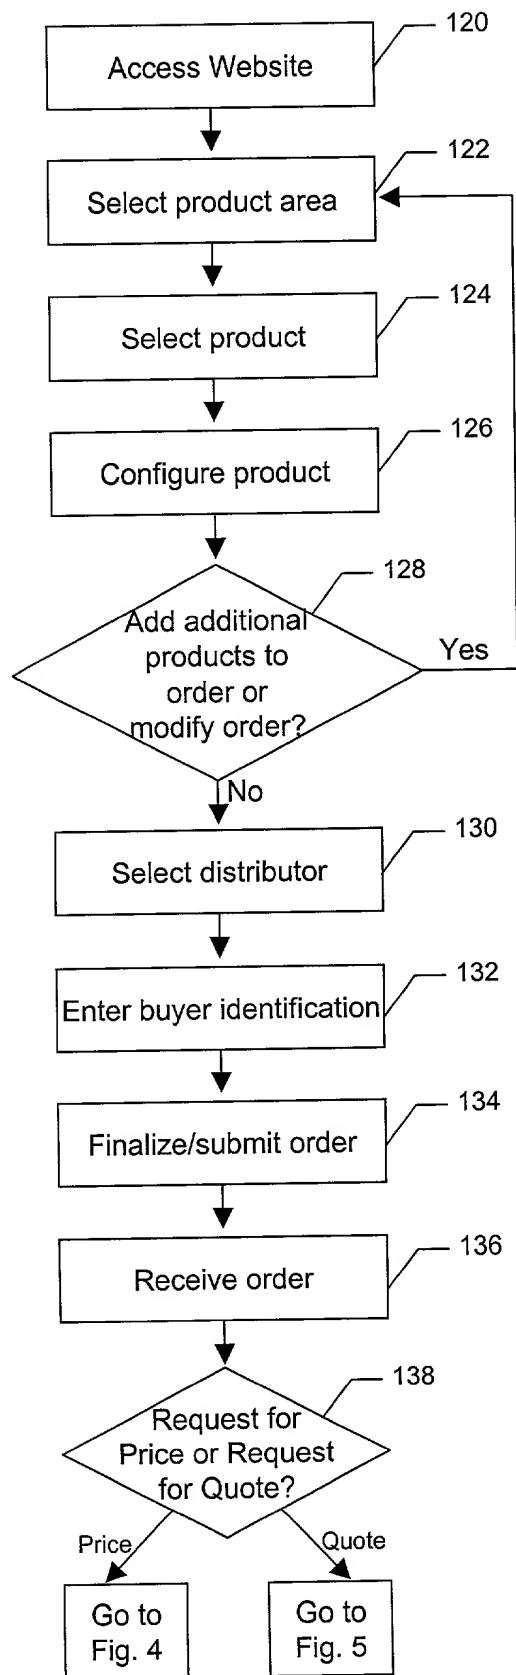 120
Access Website
122
Select product area
124
Select product
126
Configure product
128
Add additional
products to
order or
modify order?
Yes
No
130
Select distributor
132
Enter buyer identification
134
Finalize/submit order
136
Receive order
138
Request for
Price or Request
for Quote?
Price
Quote
Go to
Fig. 4
Go to
Fig. 5